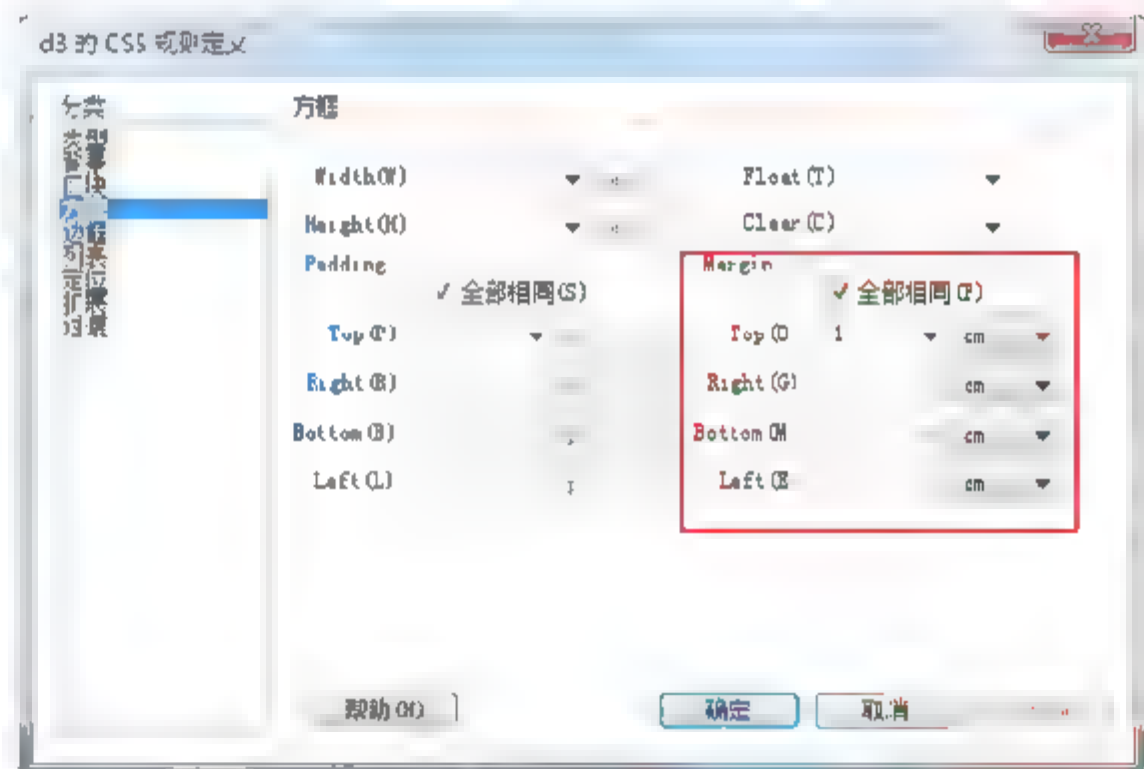 d3 的 CSS 规则定义
分类
类型
背景
区块
边框
列表
定位
扩展
过渡
方框
Width(W)
Float(T)
Height(H)
Clear(C)
Padding
Margin
✓ 全部相同(S)
✓ 全部相同(F)
Top(P)
Top(O
1
cm
Right(R)
Right(G)
cm
Bottom(B)
Bottom(M
cm
Left(L)
Left(E
cm
帮助(H)
确定
取消